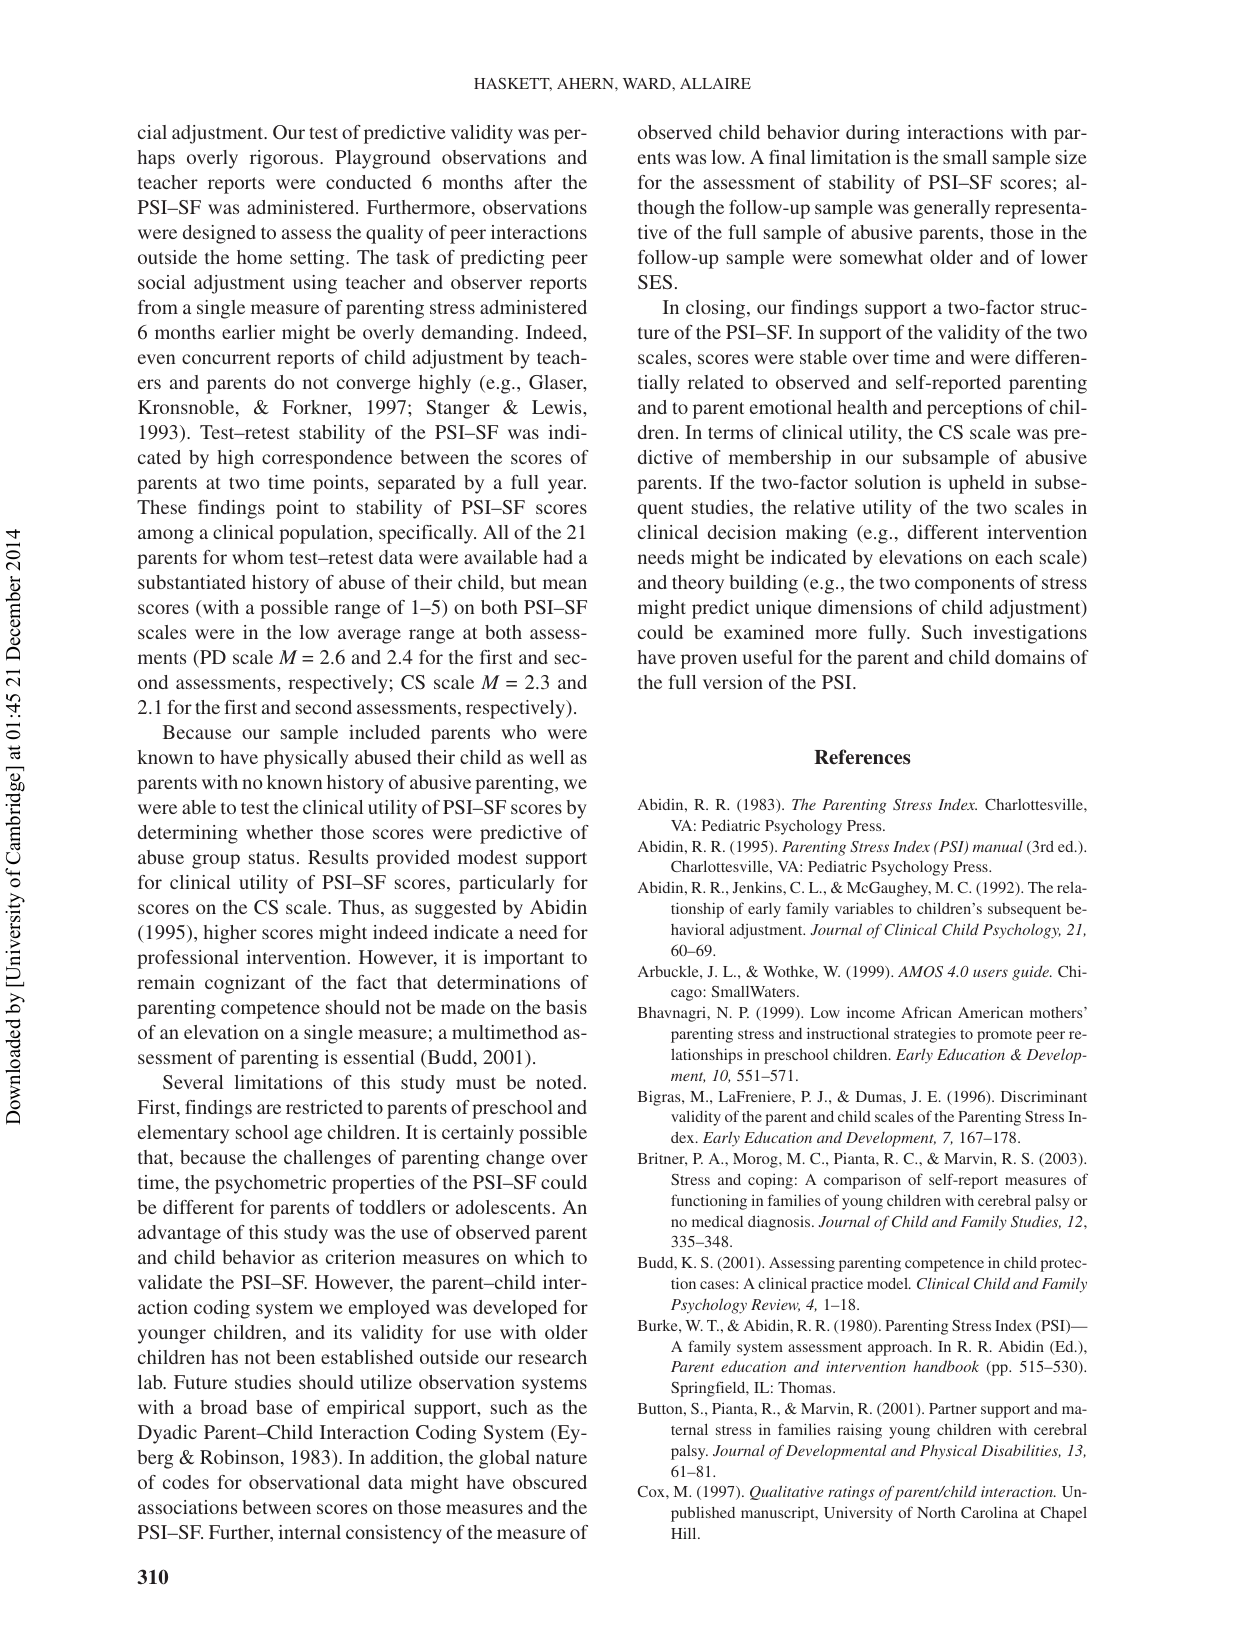 HASKETT, AHERN, WARD, ALLAIRE
cial adjustment. Our test of predictive validity was per-
haps overly rigorous. Playground observations and
teacher reports were conducted 6 months after the
PSI–SF was administered. Furthermore, observations
were designed to assess the quality of peer interactions
outside the home setting. The task of predicting peer
social adjustment using teacher and observer reports
from a single measure of parenting stress administered
6 months earlier might be overly demanding. Indeed,
even concurrent reports of child adjustment by teach-
ers and parents do not converge highly (e.g., Glaser,
Kronsnoble, & Forkner, 1997; Stanger & Lewis,
1993). Test–retest stability of the PSI–SF was indi-
cated by high correspondence between the scores of
parents at two time points, separated by a full year.
These findings point to stability of PSI–SF scores
among a clinical population, specifically. All of the 21
parents for whom test–retest data were available had a
substantiated history of abuse of their child, but mean
scores (with a possible range of 1–5) on both PSI–SF
scales were in the low average range at both assess-
ments (PD scale M = 2.6 and 2.4 for the first and sec-
ond assessments, respectively; CS scale M = 2.3 and
2.1 for the first and second assessments, respectively).
Because our sample included parents who were
known to have physically abused their child as well as
parents with no known history of abusive parenting, we
were able to test the clinical utility of PSI–SF scores by
determining whether those scores were predictive of
abuse group status. Results provided modest support
for clinical utility of PSI–SF scores, particularly for
scores on the CS scale. Thus, as suggested by Abidin
(1995), higher scores might indeed indicate a need for
professional intervention. However, it is important to
remain cognizant of the fact that determinations of
parenting competence should not be made on the basis
of an elevation on a single measure; a multimethod as-
sessment of parenting is essential (Budd, 2001).
Several limitations of this study must be noted.
First, findings are restricted to parents of preschool and
elementary school age children. It is certainly possible
that, because the challenges of parenting change over
time, the psychometric properties of the PSI–SF could
be different for parents of toddlers or adolescents. An
advantage of this study was the use of observed parent
and child behavior as criterion measures on which to
validate the PSI–SF. However, the parent–child inter-
action coding system we employed was developed for
younger children, and its validity for use with older
children has not been established outside our research
lab. Future studies should utilize observation systems
with a broad base of empirical support, such as the
Dyadic Parent–Child Interaction Coding System (Ey-
berg & Robinson, 1983). In addition, the global nature
of codes for observational data might have obscured
associations between scores on those measures and the
PSI–SF. Further, internal consistency of the measure of
observed child behavior during interactions with par-
ents was low. A final limitation is the small sample size
for the assessment of stability of PSI–SF scores; al-
though the follow-up sample was generally representa-
tive of the full sample of abusive parents, those in the
follow-up sample were somewhat older and of lower
SES.
In closing, our findings support a two-factor struc-
ture of the PSI–SF. In support of the validity of the two
scales, scores were stable over time and were differen-
tially related to observed and self-reported parenting
and to parent emotional health and perceptions of chil-
dren. In terms of clinical utility, the CS scale was pre-
dictive of membership in our subsample of abusive
parents. If the two-factor solution is upheld in subse-
quent studies, the relative utility of the two scales in
clinical decision making (e.g., different intervention
needs might be indicated by elevations on each scale)
and theory building (e.g., the two components of stress
might predict unique dimensions of child adjustment)
could be examined more fully. Such investigations
have proven useful for the parent and child domains of
the full version of the PSI.
References
Abidin, R. R. (1983). The Parenting Stress Index. Charlottesville,
VA: Pediatric Psychology Press.
Abidin, R. R. (1995). Parenting Stress Index (PSI) manual (3rd ed.).
Charlottesville, VA: Pediatric Psychology Press.
Abidin, R. R., Jenkins, C. L., & McGaughey, M. C. (1992). The rela-
tionship of early family variables to children’s subsequent be-
havioral adjustment. Journal of Clinical Child Psychology, 21,
60–69.
Arbuckle, J. L., & Wothke, W. (1999). AMOS 4.0 users guide. Chi-
cago: SmallWaters.
Bhavnagri, N. P. (1999). Low income African American mothers’
parenting stress and instructional strategies to promote peer re-
lationships in preschool children. Early Education & Develop-
ment, 10, 551–571.
Bigras, M., LaFreniere, P. J., & Dumas, J. E. (1996). Discriminant
validity of the parent and child scales of the Parenting Stress In-
dex. Early Education and Development, 7, 167–178.
Britner, P. A., Morog, M. C., Pianta, R. C., & Marvin, R. S. (2003).
Stress and coping: A comparison of self-report measures of
functioning in families of young children with cerebral palsy or
no medical diagnosis. Journal of Child and Family Studies, 12,
335–348.
Budd, K. S. (2001). Assessing parenting competence in child protec-
tion cases: A clinical practice model. Clinical Child and Family
Psychology Review, 4, 1–18.
Burke, W. T., & Abidin, R. R. (1980). Parenting Stress Index (PSI)—
A family system assessment approach. In R. R. Abidin (Ed.),
Parent education and intervention handbook (pp. 515–530).
Springfield, IL: Thomas.
Button, S., Pianta, R., & Marvin, R. (2001). Partner support and ma-
ternal stress in families raising young children with cerebral
palsy. Journal of Developmental and Physical Disabilities, 13,
61–81.
Cox, M. (1997). Qualitative ratings of parent/child interaction. Un-
published manuscript, University of North Carolina at Chapel
Hill.
310
Downloaded by [University of Cambridge] at 01:45 21 December 2014